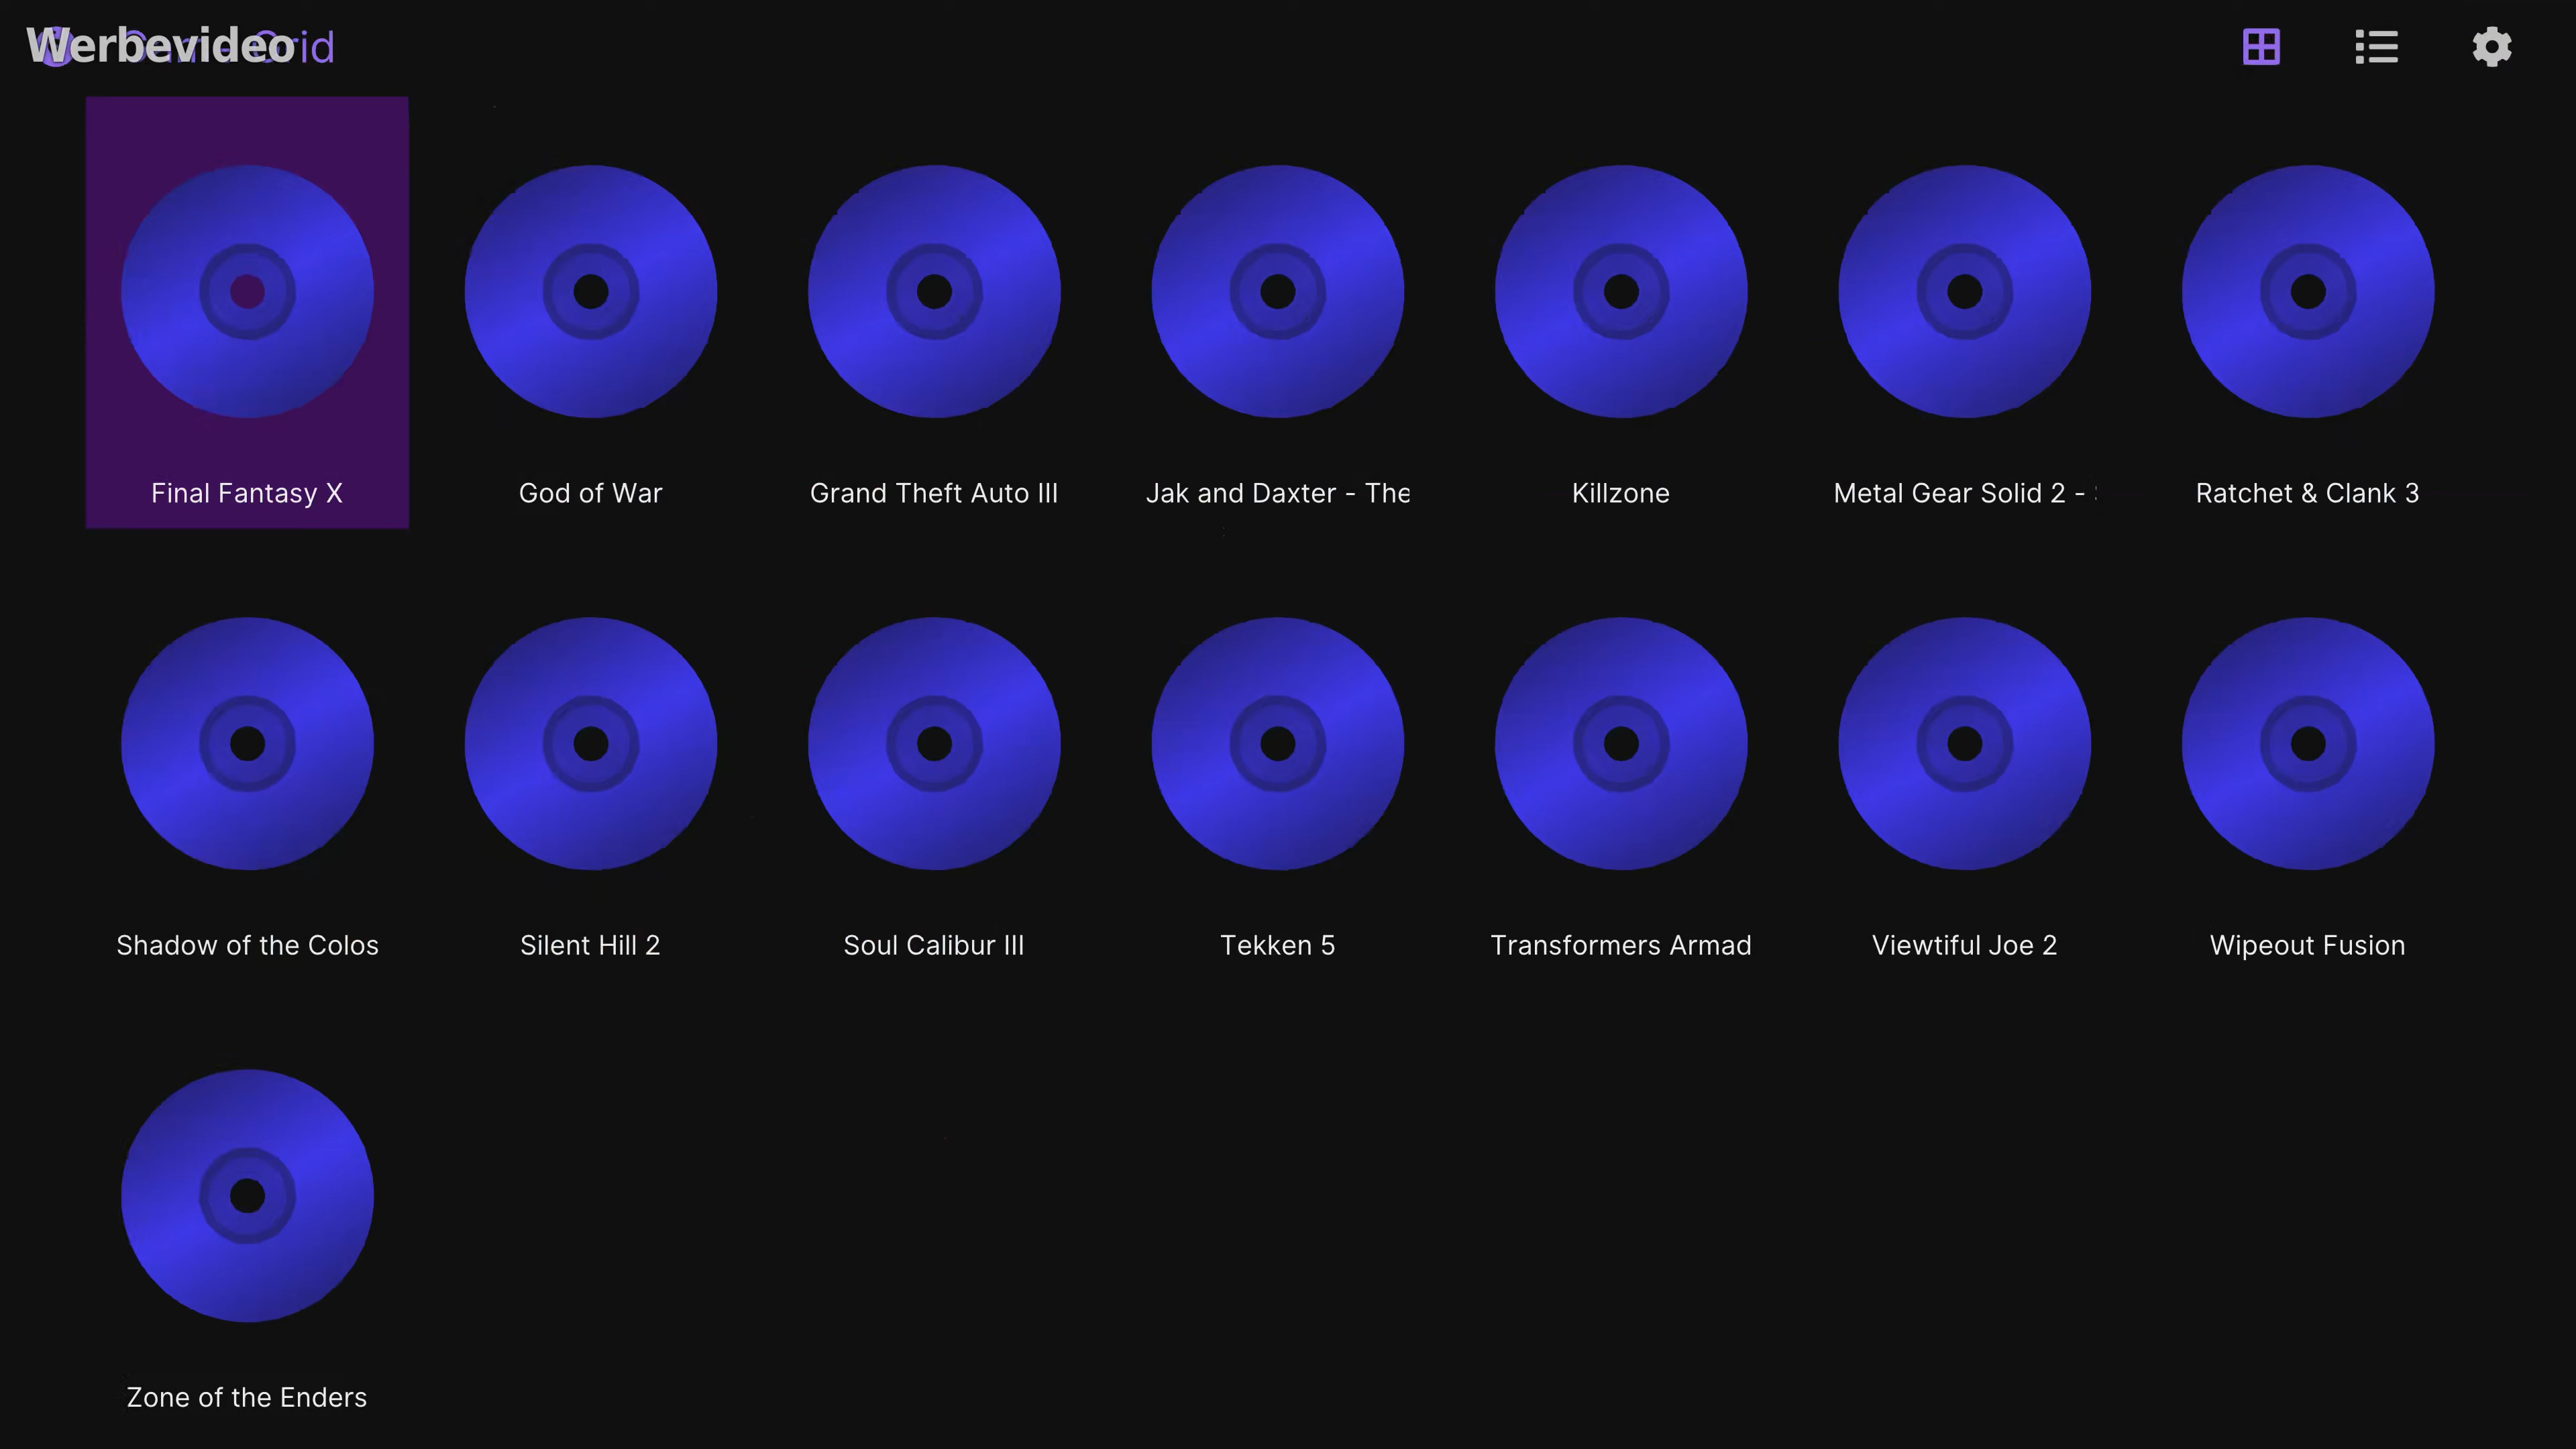 Werbevideo
Grid
Final Fantasy X
God of War
Grand Theft Auto III
Jak and Daxter - The
Killzone
Metal Gear Solid 2 -
Ratchet & Clank 3
Shadow of the Colos
Silent Hill 2
Soul Calibur III
Tekken 5
Transformers Armad
Viewtiful Joe 2
Wipeout Fusion
Zone of the Enders